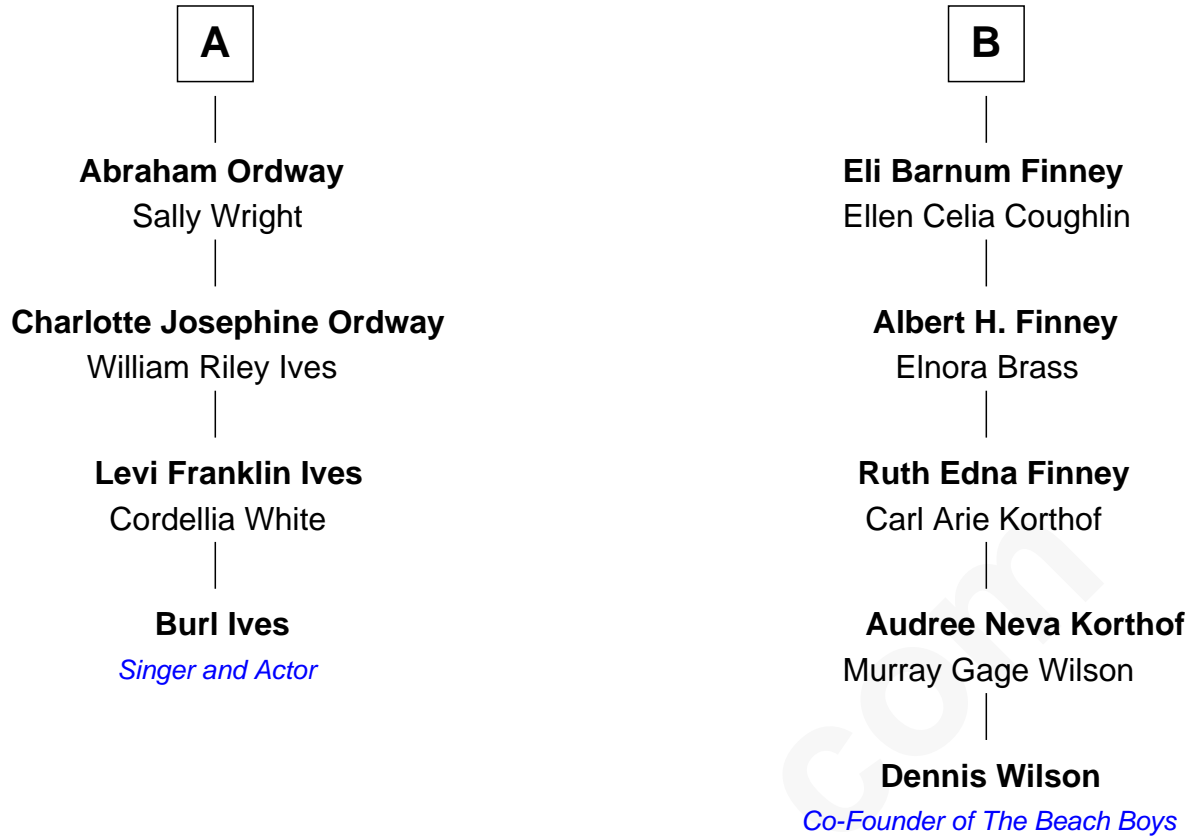 A
Abraham Ordway
Sally Wright
Charlotte Josephine Ordway
William Riley Ives
Levi Franklin Ives
Cordellia White
Burl Ives
Singer and Actor
B
Eli Barnum Finney
Ellen Celia Coughlin
Albert H. Finney
Elnora Brass
Ruth Edna Finney
Carl Arie Korthof
Audree Neva Korthof
Murray Gage Wilson
Dennis Wilson
Co-Founder of The Beach Boys
com